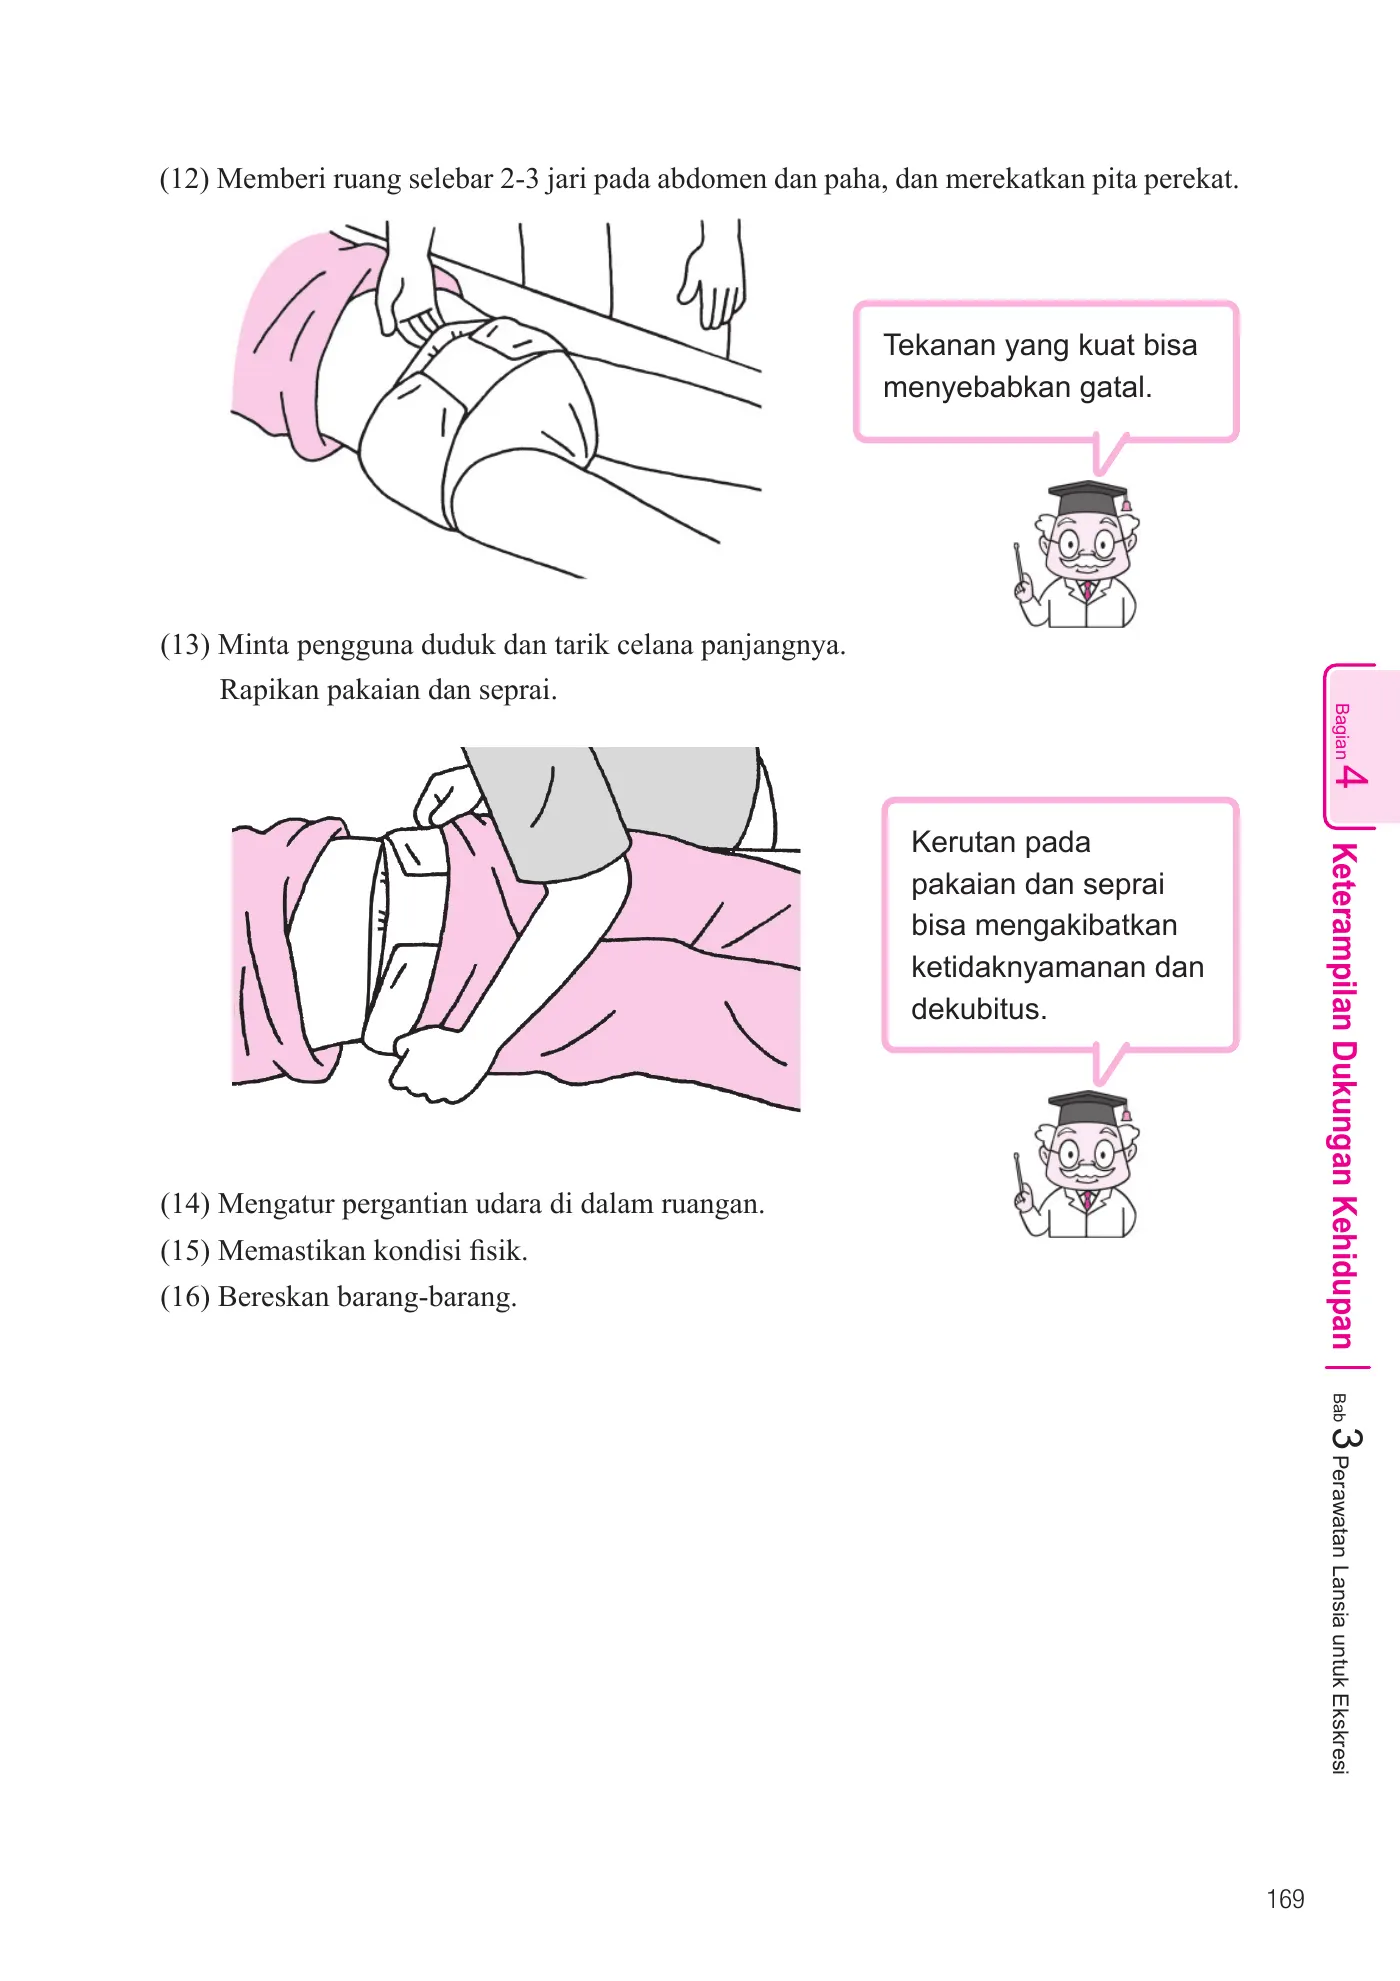 (12) Memberi ruang selebar 2-3 jari pada abdomen dan paha, dan merekatkan pita perekat.
Tekanan yang kuat bisa
menyebabkan gatal.
(13) Minta pengguna duduk dan tarik celana panjangnya.
Rapikan pakaian dan seprai.
Kerutan pada
pakaian dan seprai
bisa mengakibatkan
ketidaknyamanan dan
dekubitus.
(14) Mengatur pergantian udara di dalam ruangan.
(15) Memastikan kondisi fisik.
(16) Bereskan barang-barang.
Bagian 4
Keterampilan Dukungan Kehidupan
Bab 3 Perawatan Lansia untuk Ekskresi
169